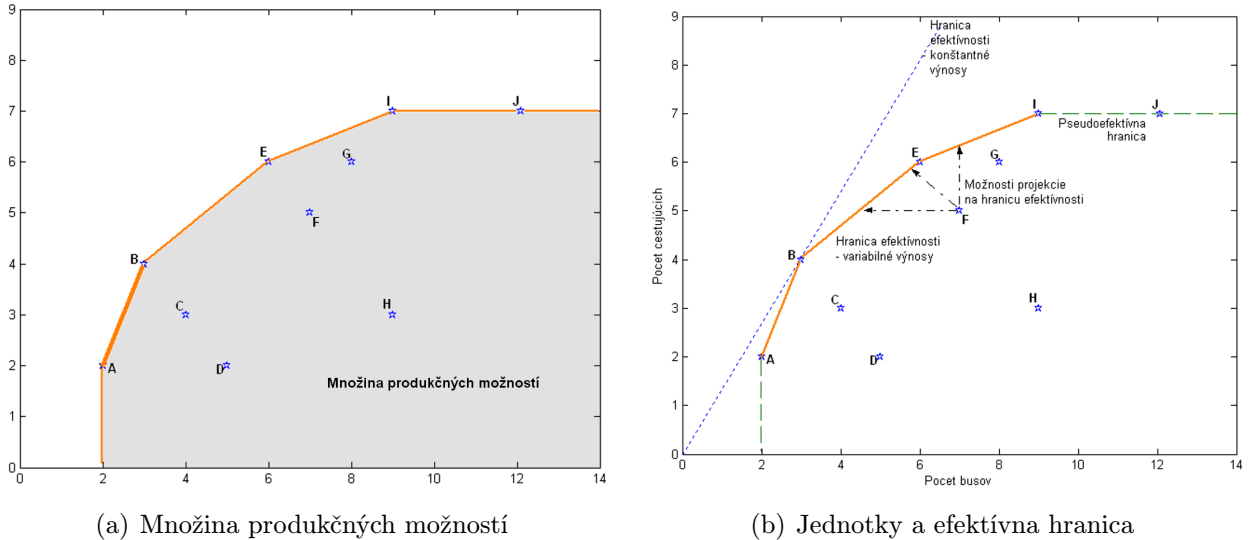 9
8
7
6
5
4
3
2
1
0
0
2
4
6
8
10
12
14
A
B
C
D
E
F
G
H
I
J
Množina produkčných možností
(a) Množina produkčných možností
9
8
7
6
5
4
3
2
1
0
Pocet cestujúcich
0
2
4
6
8
10
12
14
Pocet busov
Hranica
efektívnosti
- konštantné
výnosy
A
B
C
D
E
F
G
H
I
J
Pseudoefektívna
hranica
Možnosti projekcie
na hranicu efektívnosti
Hranica efektívnosti
- variabilné výnosy
(b) Jednotky a efektívna hranica